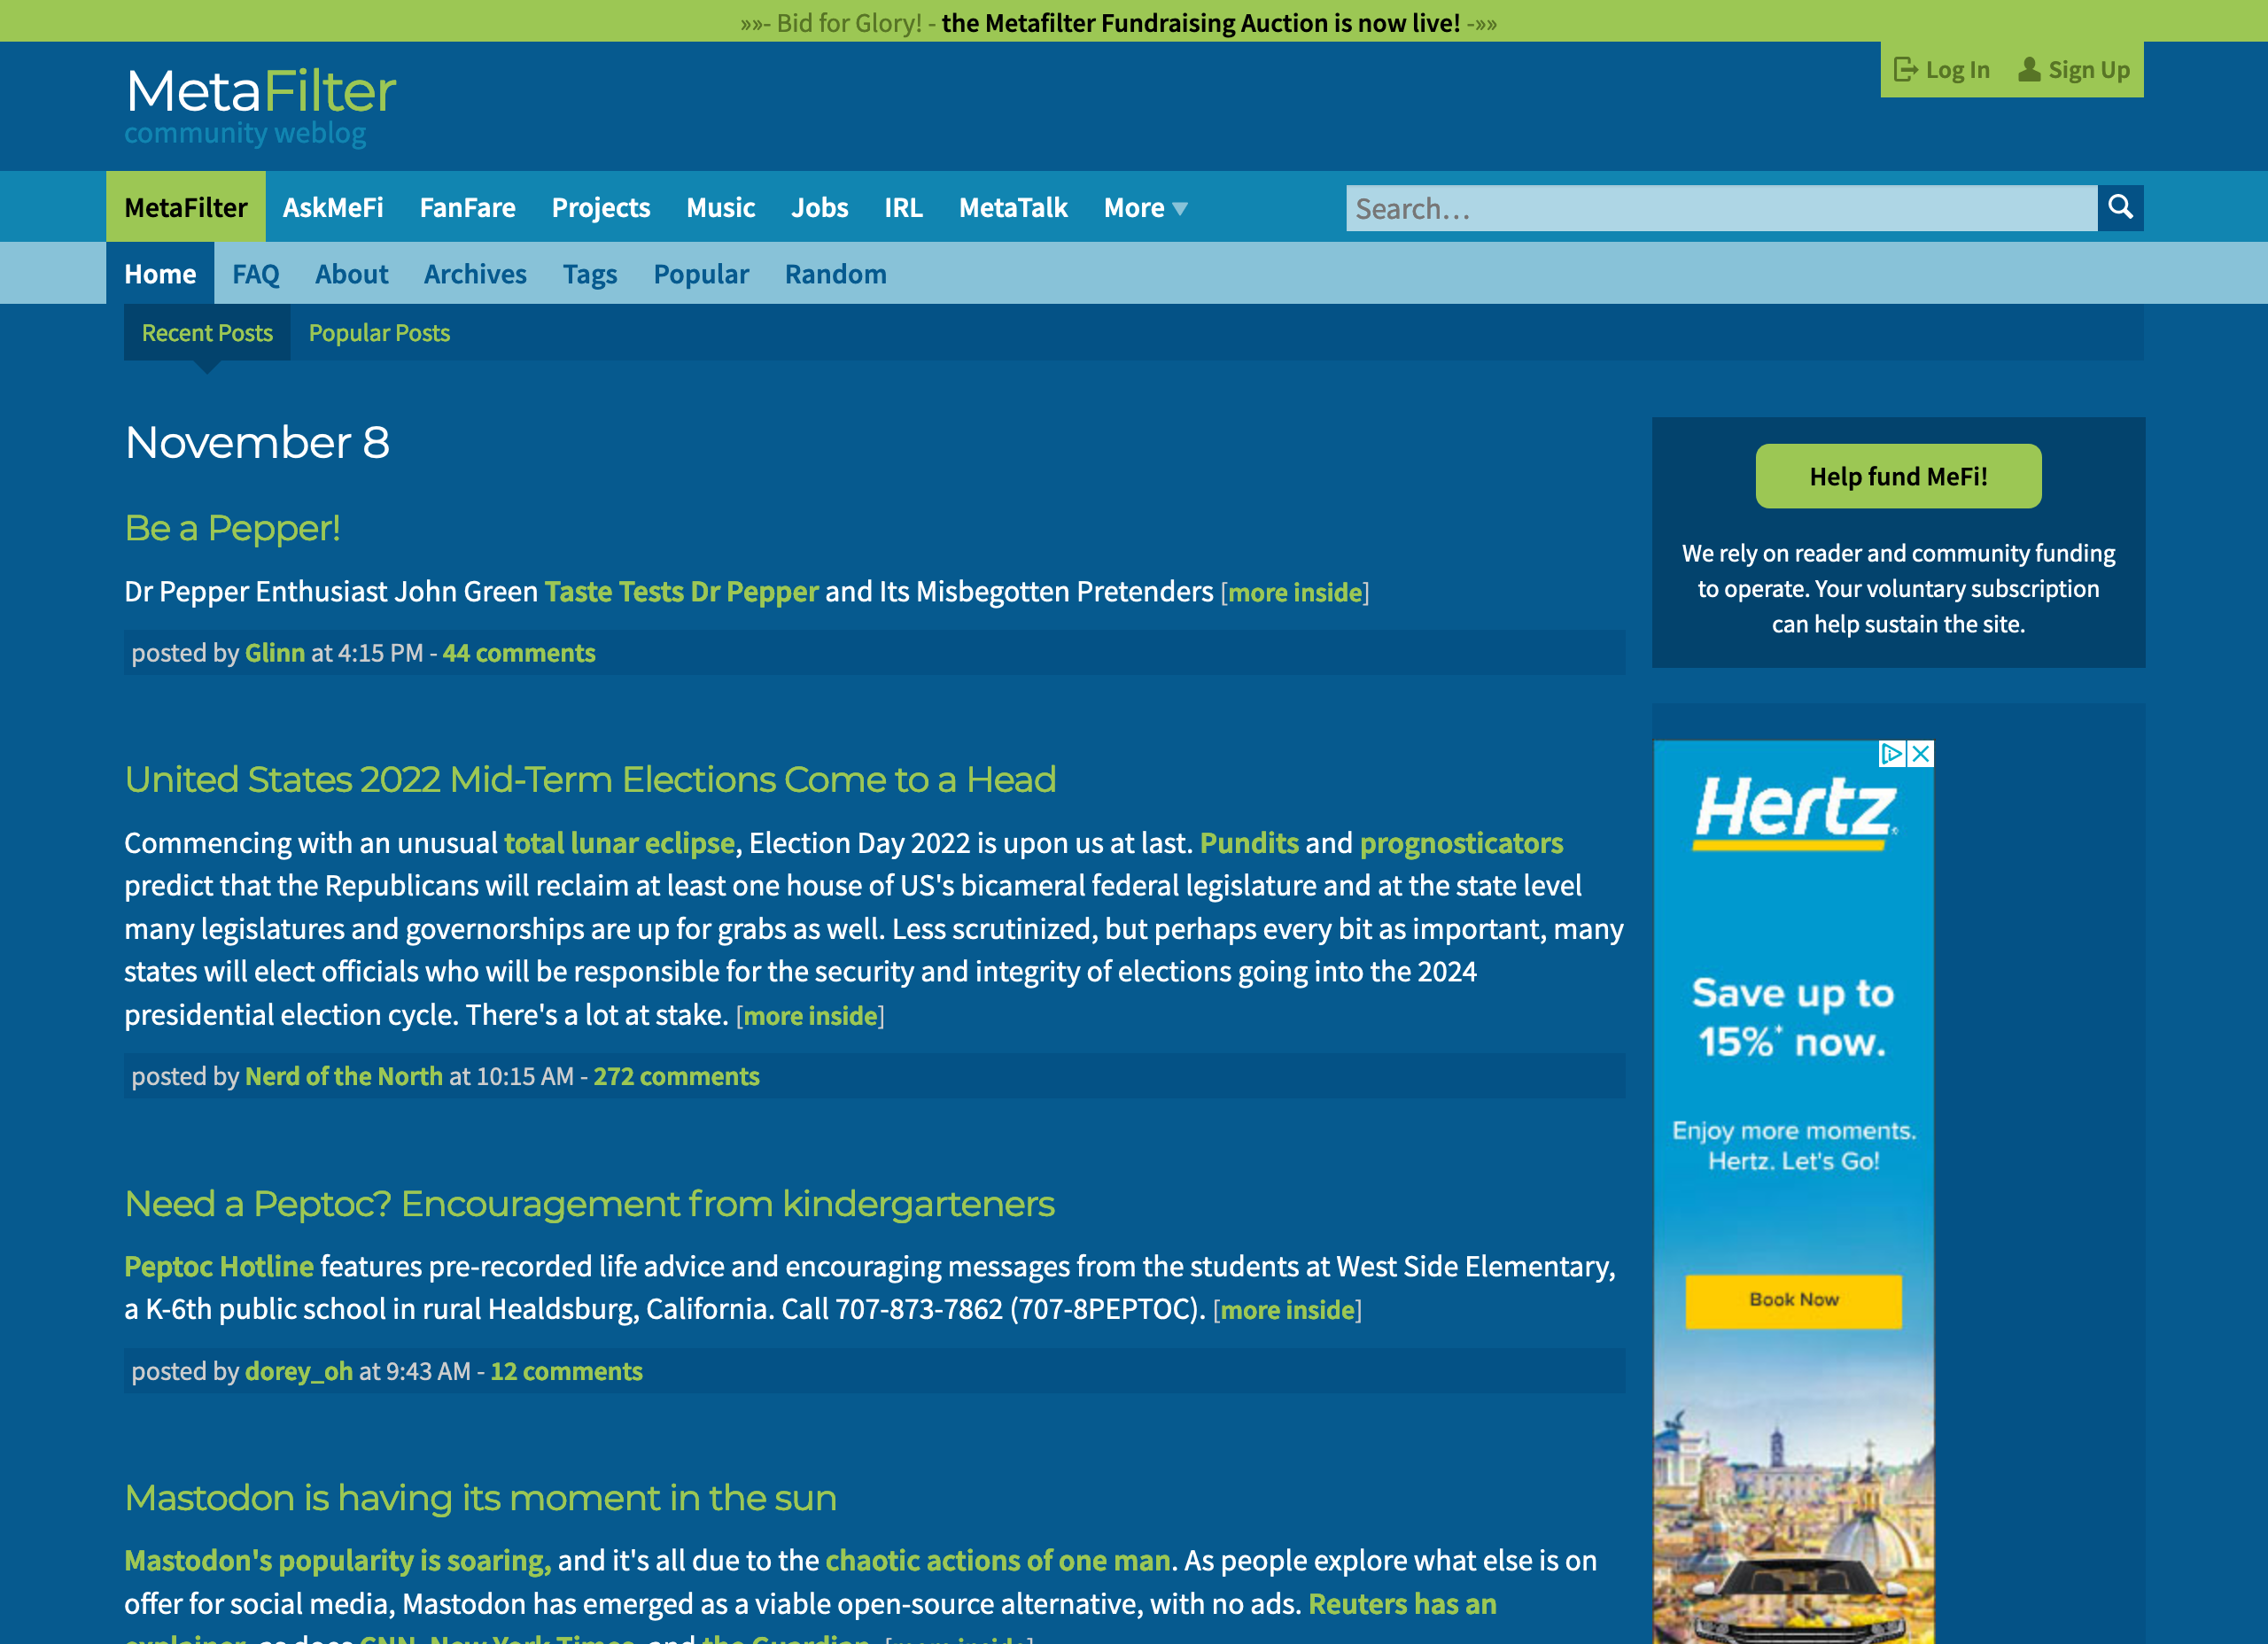 »»- Bid for Glory! - the Metafilter Fundraising Auction is now live! -»»
Log In Sign Up
MetaFilter
community weblog
MetaFilter AskMeFi FanFare Projects Music Jobs IRL MetaTalk More ▼ Search…
Home FAQ About Archives Tags Popular Random
Recent Posts Popular Posts
November 8
Be a Pepper!
Dr Pepper Enthusiast John Green Taste Tests Dr Pepper and Its Misbegotten Pretenders [more inside]
posted by Glinn at 4:15 PM - 44 comments
United States 2022 Mid-Term Elections Come to a Head
Commencing with an unusual total lunar eclipse, Election Day 2022 is upon us at last. Pundits and prognosticators
predict that the Republicans will reclaim at least one house of US's bicameral federal legislature and at the state level
many legislatures and governorships are up for grabs as well. Less scrutinized, but perhaps every bit as important, many
states will elect officials who will be responsible for the security and integrity of elections going into the 2024
presidential election cycle. There's a lot at stake. [more inside]
posted by Nerd of the North at 10:15 AM - 272 comments
Need a Peptoc? Encouragement from kindergarteners
Peptoc Hotline features pre-recorded life advice and encouraging messages from the students at West Side Elementary,
a K-6th public school in rural Healdsburg, California. Call 707-873-7862 (707-8PEPTOC). [more inside]
posted by dorey_oh at 9:43 AM - 12 comments
Mastodon is having its moment in the sun
Mastodon's popularity is soaring, and it's all due to the chaotic actions of one man. As people explore what else is on
offer for social media, Mastodon has emerged as a viable open-source alternative, with no ads. Reuters has an
explainer, as does CNN, New York Times, and the Guardian. [more inside]
Help fund MeFi!
We rely on reader and community funding
to operate. Your voluntary subscription
can help sustain the site.
Hertz
Save up to
15%* now.
Enjoy more moments.
Hertz. Let's Go!
Book Now